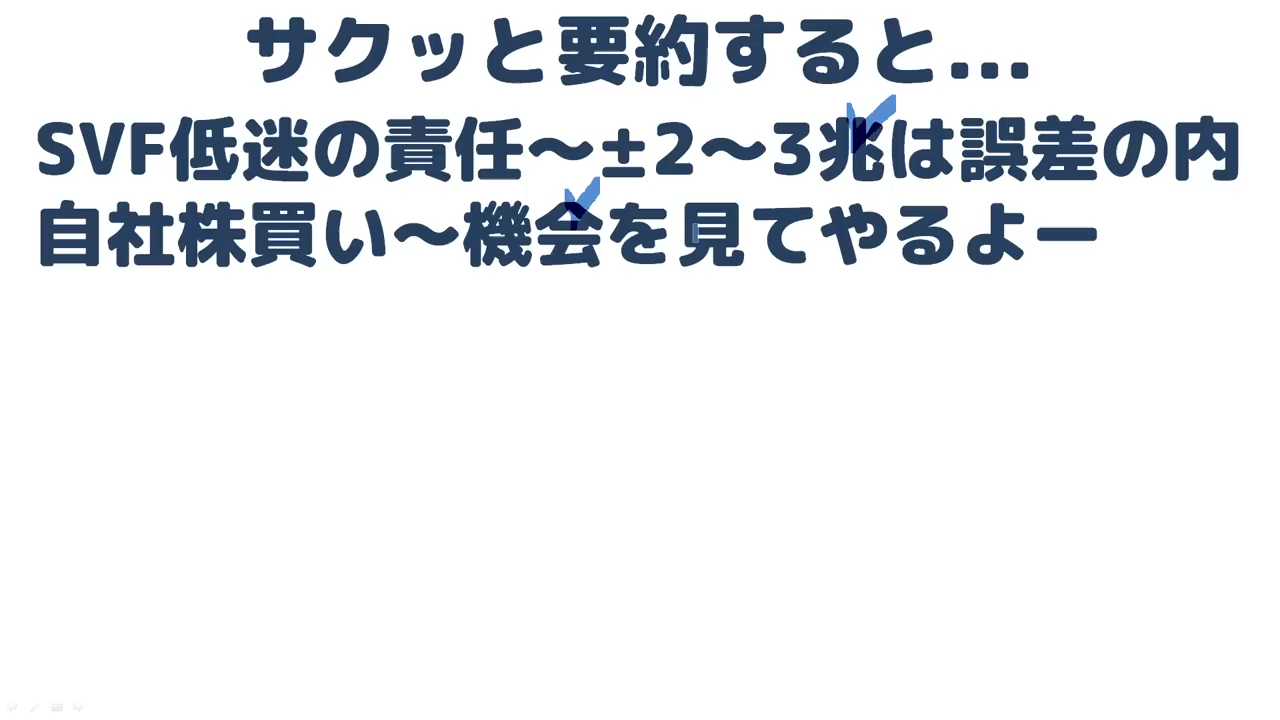 サクッと要約すると...
SVF低迷の責任～±2～3兆は誤差の内
自社株買い～機会を見てやるよー